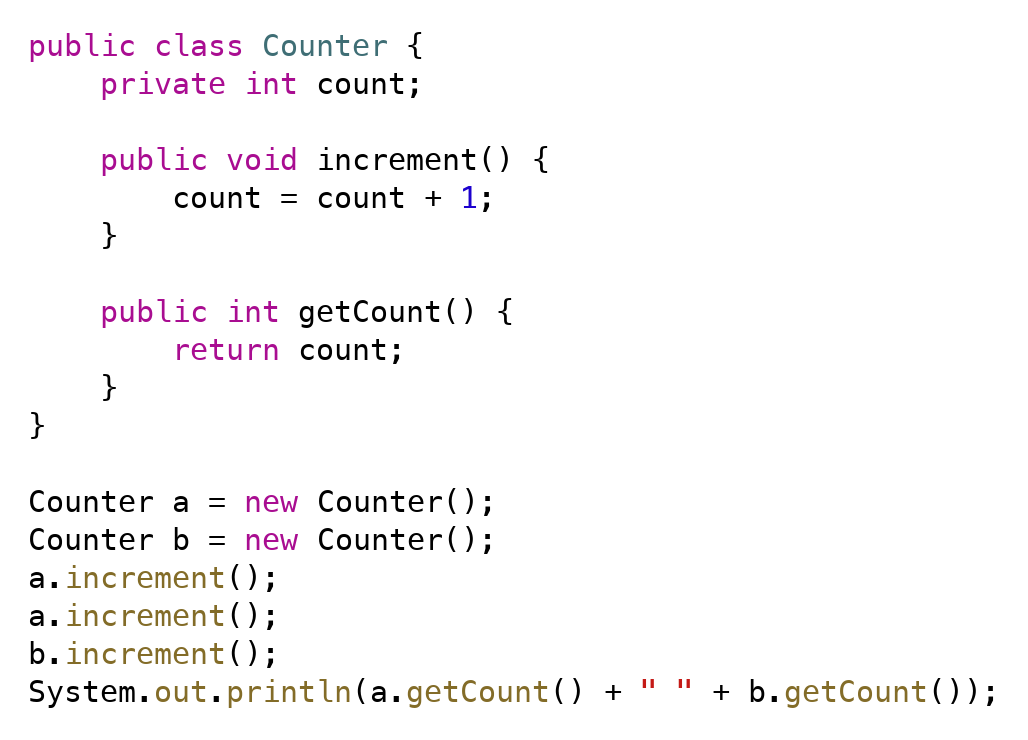 public class Counter {
    private int count;

    public void increment() {
        count = count + 1;
    }

    public int getCount() {
        return count;
    }
}

Counter a = new Counter();
Counter b = new Counter();
a.increment();
a.increment();
b.increment();
System.out.println(a.getCount() + " " + b.getCount());